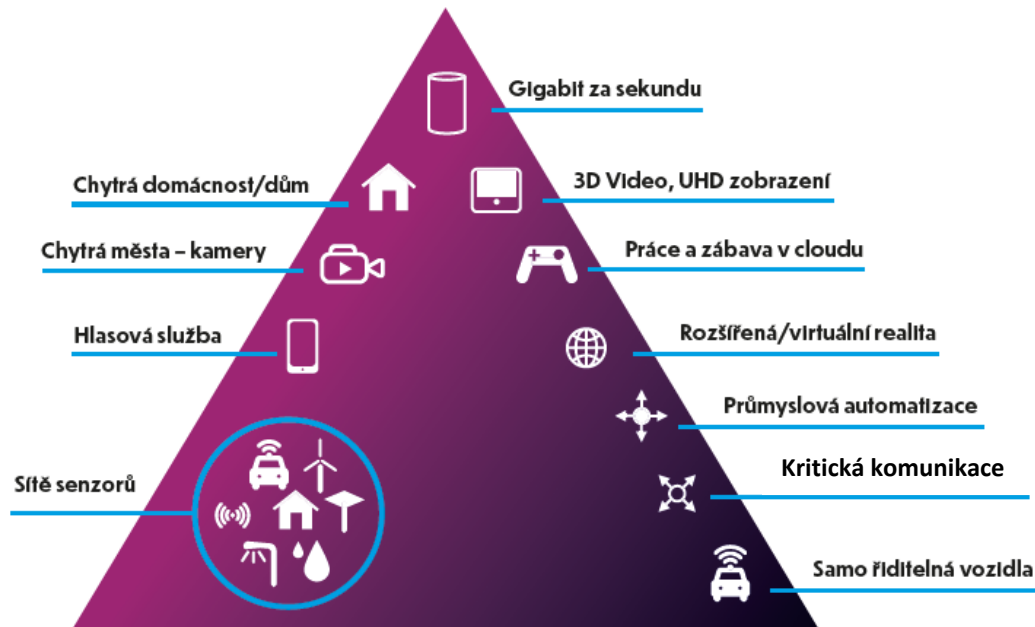 Gigabit za sekundu
Chytrá domácnost/dům
3D Video, UHD zobrazení
Chytrá města – kamery
Práce a zábava v cloudu
Hlasová služba
Rozšířená/virtuální realita
Průmyslová automatizace
Kritická komunikace
Sítě senzorů
Samo řiditelná vozidla